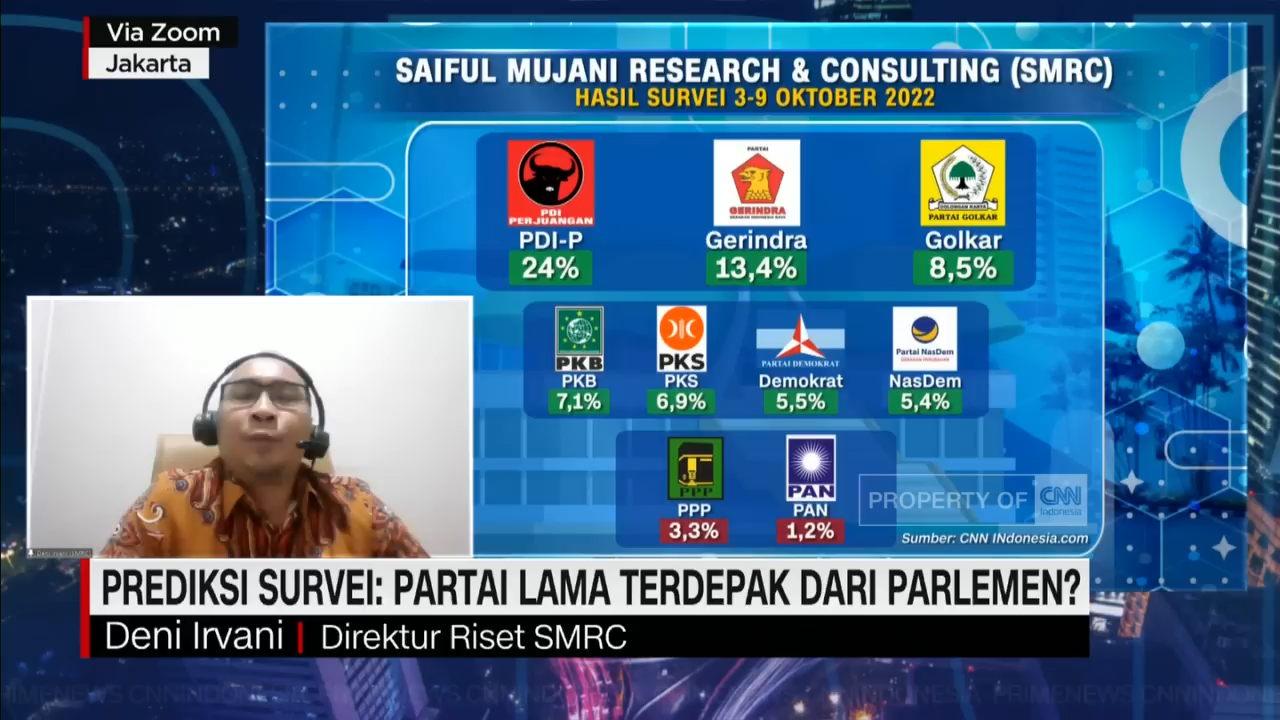 Via Zoom
Jakarta
SAIFUL MUJANI RESEARCH & CONSULTING (SMRC)
HASIL SURVEI 3-9 OKTOBER 2022
PDI
PERJUANGAN
PDI-P
24%
PARTAI
GERINDRA
Gerindra
13,4%
PARTAI GOLKAR
Golkar
8,5%
PKB
PKB
7,1%
PKS
PKS
6,9%
PARTAI DEMOKRAT
Demokrat
5,5%
Partai NasDem
NasDem
5,4%
PPP
PPP
3,3%
PAN
PAN
1,2%
PROPERTY OF CNN Indonesia
Sumber: CNN INdonesia.com
PREDIKSI SURVEI: PARTAI LAMA TERDEPAK DARI PARLEMEN?
Deni Irvani | Direktur Riset SMRC